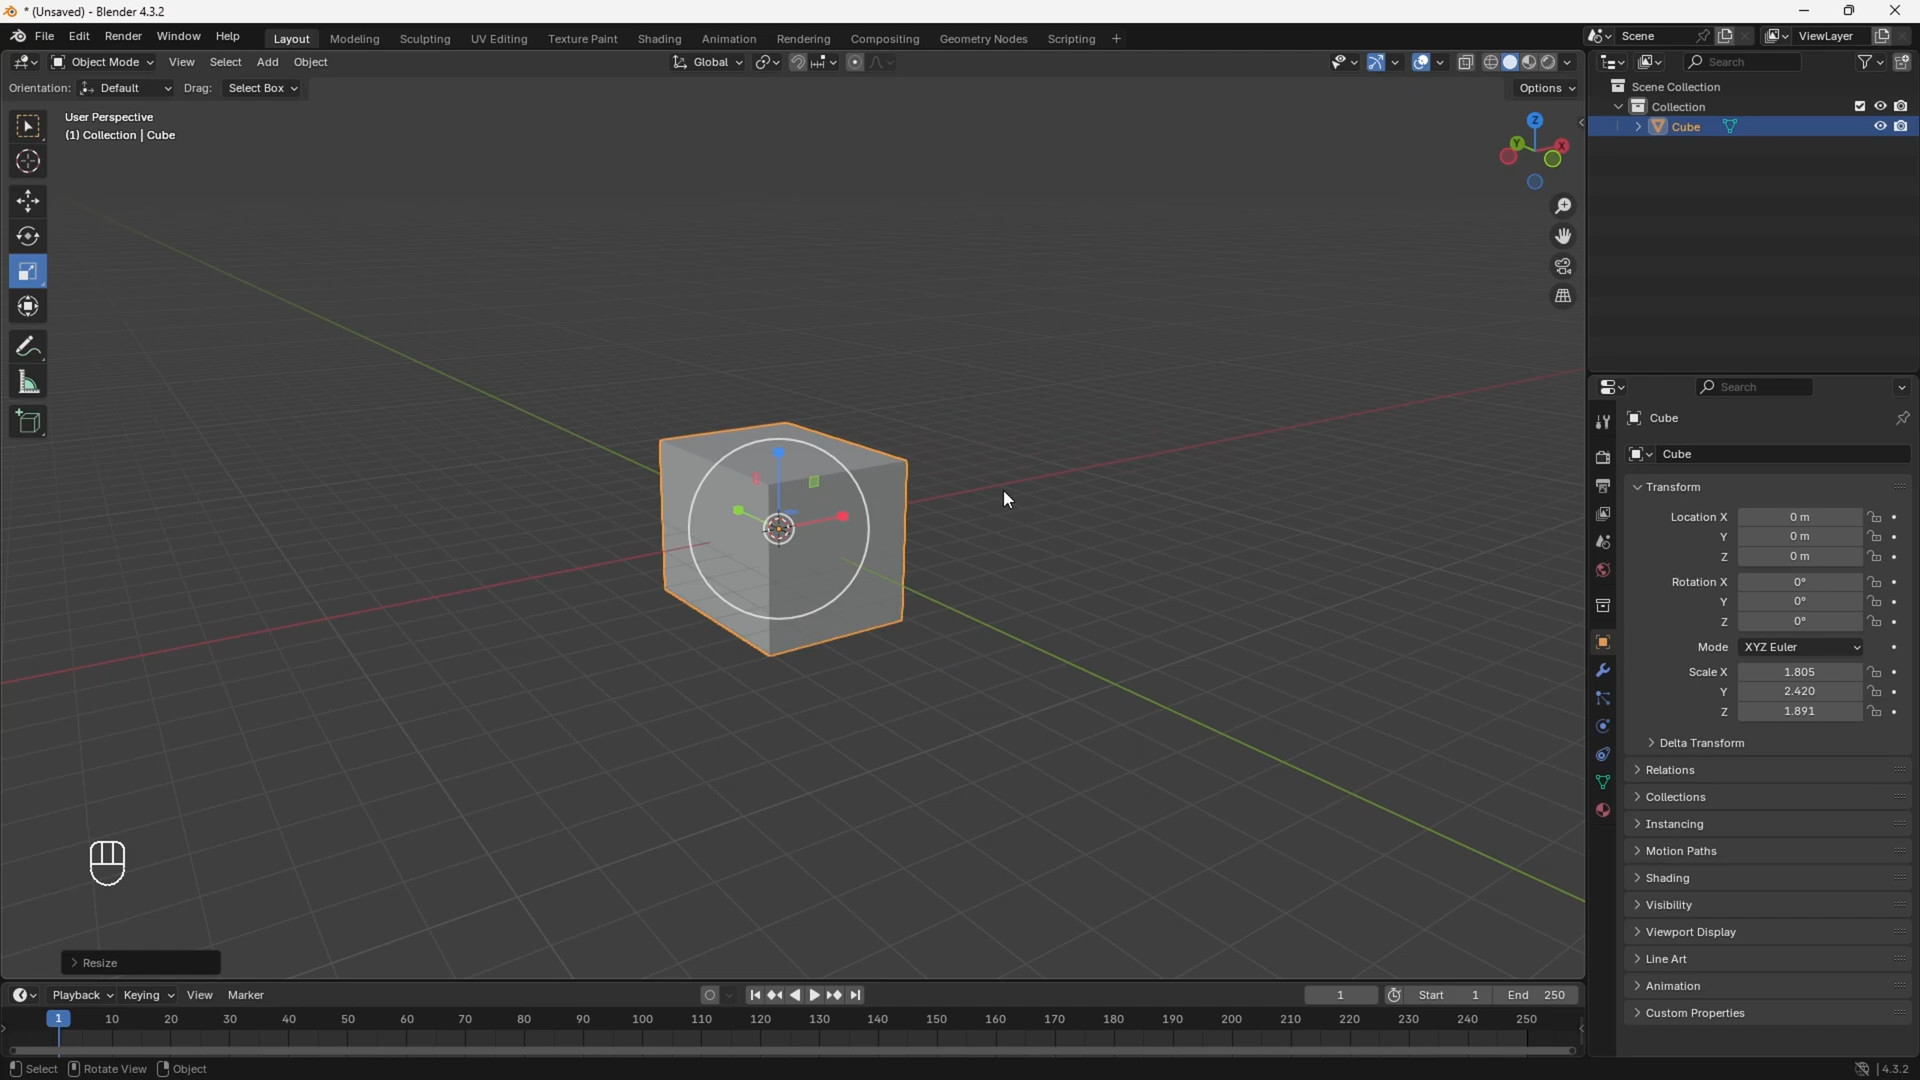 * (Unsaved) - Blender 4.3.2
File Edit Render Window Help Layout Modeling Sculpting UV Editing Texture Paint Shading Animation Rendering Compositing Geometry Nodes Scripting + Scene ViewLayer
Object Mode View Select Add Object Global Search
Orientation: Default Drag: Select Box Options Scene Collection
User Perspective
(1) Collection | Cube
Z
Y
X
Collection
Cube
Search
Cube
Cube
Transform
Location X 0 m
Y 0 m
Z 0 m
Rotation X 0°
Y 0°
Z 0°
Mode XYZ Euler
Scale X 1.805
Y 2.420
Z 1.891
Delta Transform
Relations
Collections
Instancing
Motion Paths
Shading
Visibility
Viewport Display
Line Art
Animation
Custom Properties
Resize
Playback Keying View Marker 1 Start 1 End 250
1 10 20 30 40 50 60 70 80 90 100 110 120 130 140 150 160 170 180 190 200 210 220 230 240 250
Select Rotate View Object 4.3.2